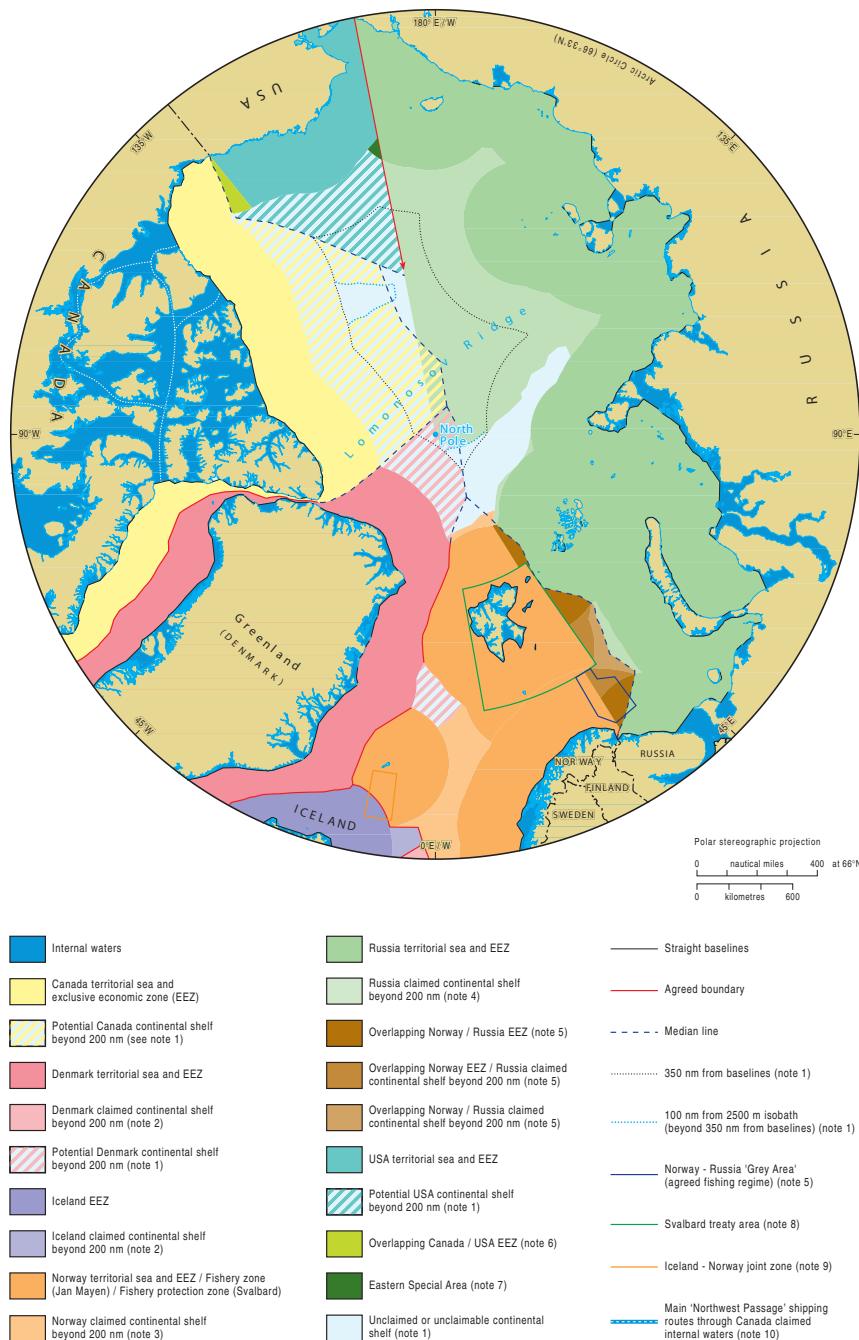 180° E / W
Arctic Circle (66°33'N)
USA
135°W
135°E
CANADA
RUSSIA
Lomonosov Ridge
90°W
North
Pole
90°E
Greenland
(DENMARK)
45°W
45°E
NORWAY
RUSSIA
FINLAND
SWEDEN
ICELAND
0°E / W
Polar stereographic projection
0 nautical miles 400 at 66°N
0 kilometres 600
Internal waters
Canada territorial sea and
exclusive economic zone (EEZ)
Potential Canada continental shelf
beyond 200 nm (see note 1)
Denmark territorial sea and EEZ
Denmark claimed continental shelf
beyond 200 nm (note 2)
Potential Denmark continental shelf
beyond 200 nm (note 1)
Iceland EEZ
Iceland claimed continental shelf
beyond 200 nm (note 2)
Norway territorial sea and EEZ / Fishery zone
(Jan Mayen) / Fishery protection zone (Svalbard)
Norway claimed continental shelf
beyond 200 nm (note 3)
Russia territorial sea and EEZ
Russia claimed continental shelf
beyond 200 nm (note 4)
Overlapping Norway / Russia EEZ (note 5)
Overlapping Norway EEZ / Russia claimed
continental shelf beyond 200 nm (note 5)
Overlapping Norway / Russia claimed
continental shelf beyond 200 nm (note 5)
USA territorial sea and EEZ
Potential USA continental shelf
beyond 200 nm (note 1)
Overlapping Canada / USA EEZ (note 6)
Eastern Special Area (note 7)
Unclaimed or unclaimable continental
shelf (note 1)
Straight baselines
Agreed boundary
Median line
350 nm from baselines (note 1)
100 nm from 2500 m isobath
(beyond 350 nm from baselines) (note 1)
Norway - Russia 'Grey Area'
(agreed fishing regime) (note 5)
Svalbard treaty area (note 8)
Iceland - Norway joint zone (note 9)
Main 'Northwest Passage' shipping
routes through Canada claimed
internal waters (note 10)